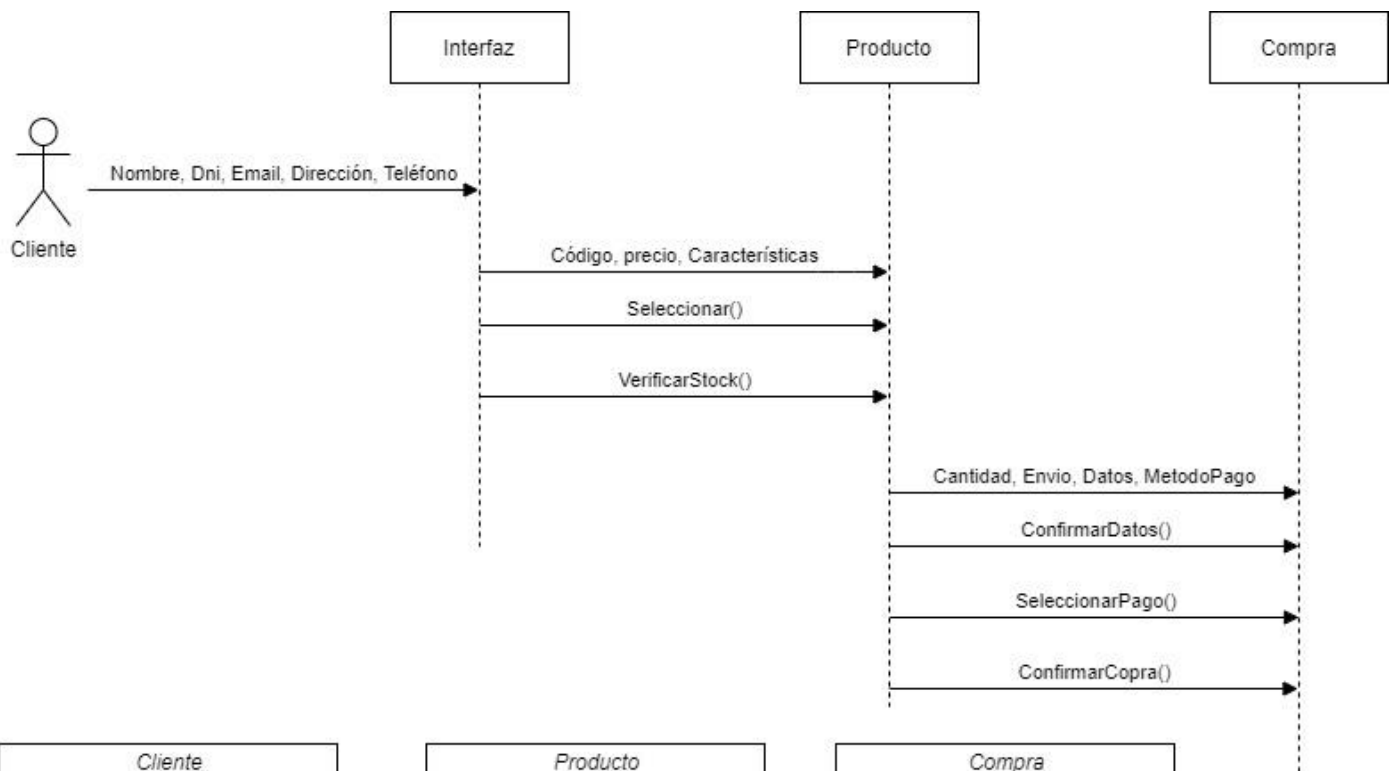 Interfaz
Producto
Compra
Nombre, Dni, Email, Dirección, Teléfono
Cliente
Código, precio, Características
Seleccionar()
VerificarStock()
Cantidad, Envio, Datos, MetodoPago
ConfirmarDatos()
SeleccionarPago()
ConfirmarCopra()
Cliente
Producto
Compra